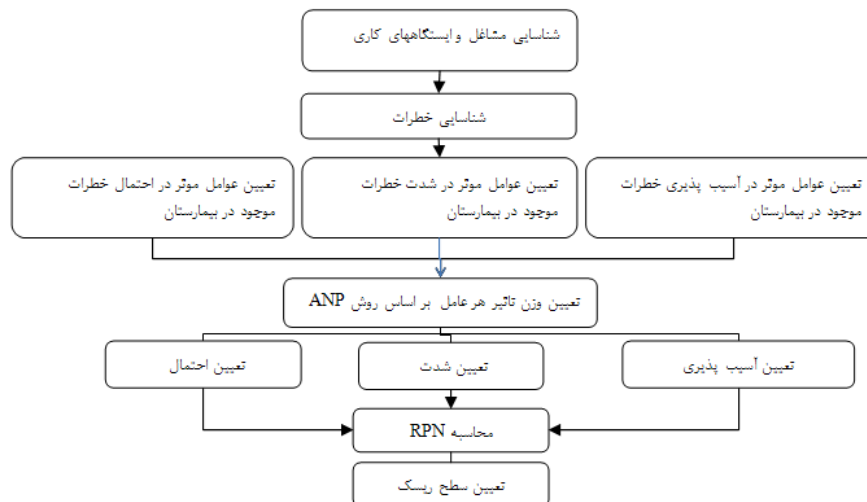 شناسایی مشاغل و ایستگاههای کاری
شناسایی خطرات
تعیین عوامل موثر در آسیب پذیری خطرات
موجود در بیمارستان
تعیین عوامل موثر در شدت خطرات
موجود در بیمارستان
تعیین عوامل موثر در احتمال خطرات
موجود در بیمارستان
تعیین وزن تاثیر هر عامل بر اساس روش ANP
تعیین آسیب پذیری
تعیین شدت
تعیین احتمال
محاسبه RPN
تعیین سطح ریسک